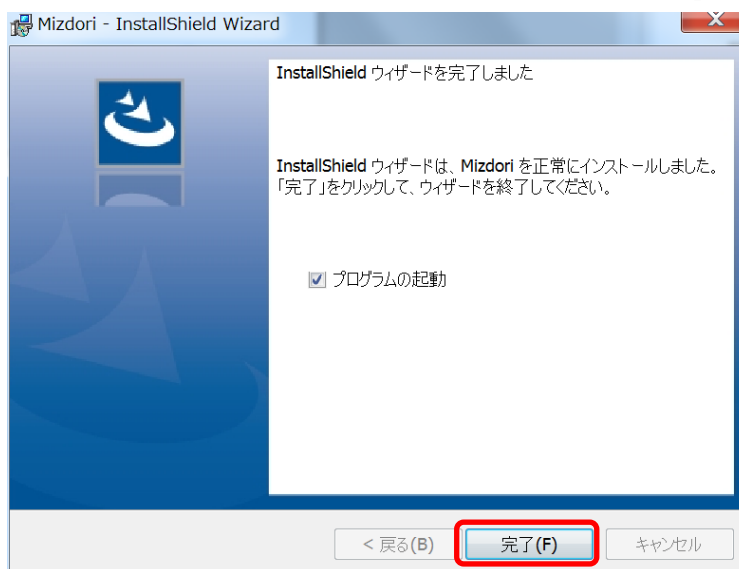 Mizdori - InstallShield Wizard
InstallShield ウィザードを完了しました
InstallShield ウィザードは、Mizdori を正常にインストールしました。
「完了」をクリックして、ウィザードを終了してください。
プログラムの起動
< 戻る(B)
完了(F)
キャンセル